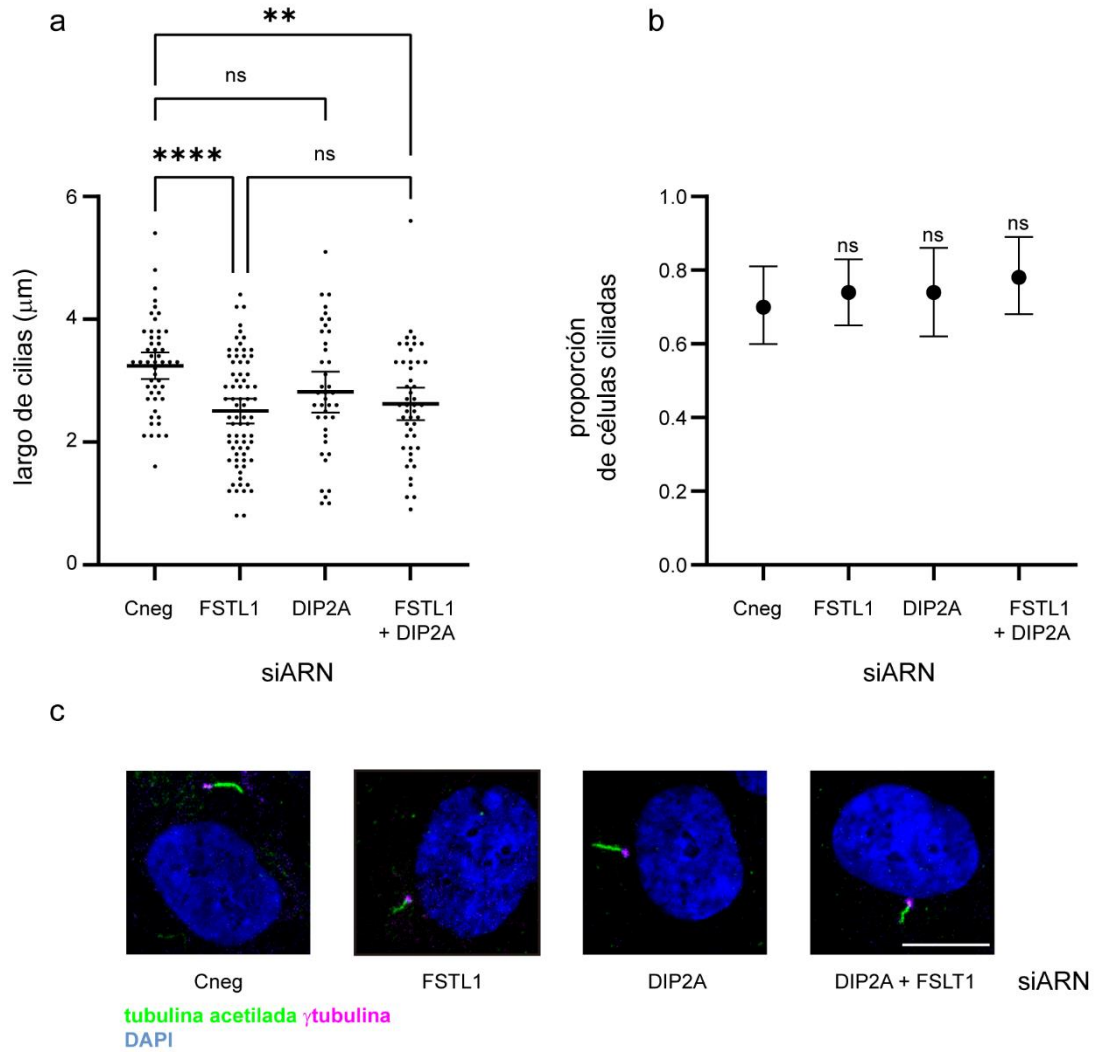 a
b
**
ns
****
ns
largo de cilias (μm)
6
4
2
0
Cneg
FSTL1
DIP2A
FSTL1
+ DIP2A
siARN
proporción
de células ciliadas
1.0
0.8
0.6
0.4
0.2
0.0
ns
ns
ns
Cneg
FSTL1
DIP2A
FSTL1
+ DIP2A
siARN
c
Cneg
FSTL1
DIP2A
DIP2A + FSLT1
siARN
tubulina acetilada γtubulina
DAPI